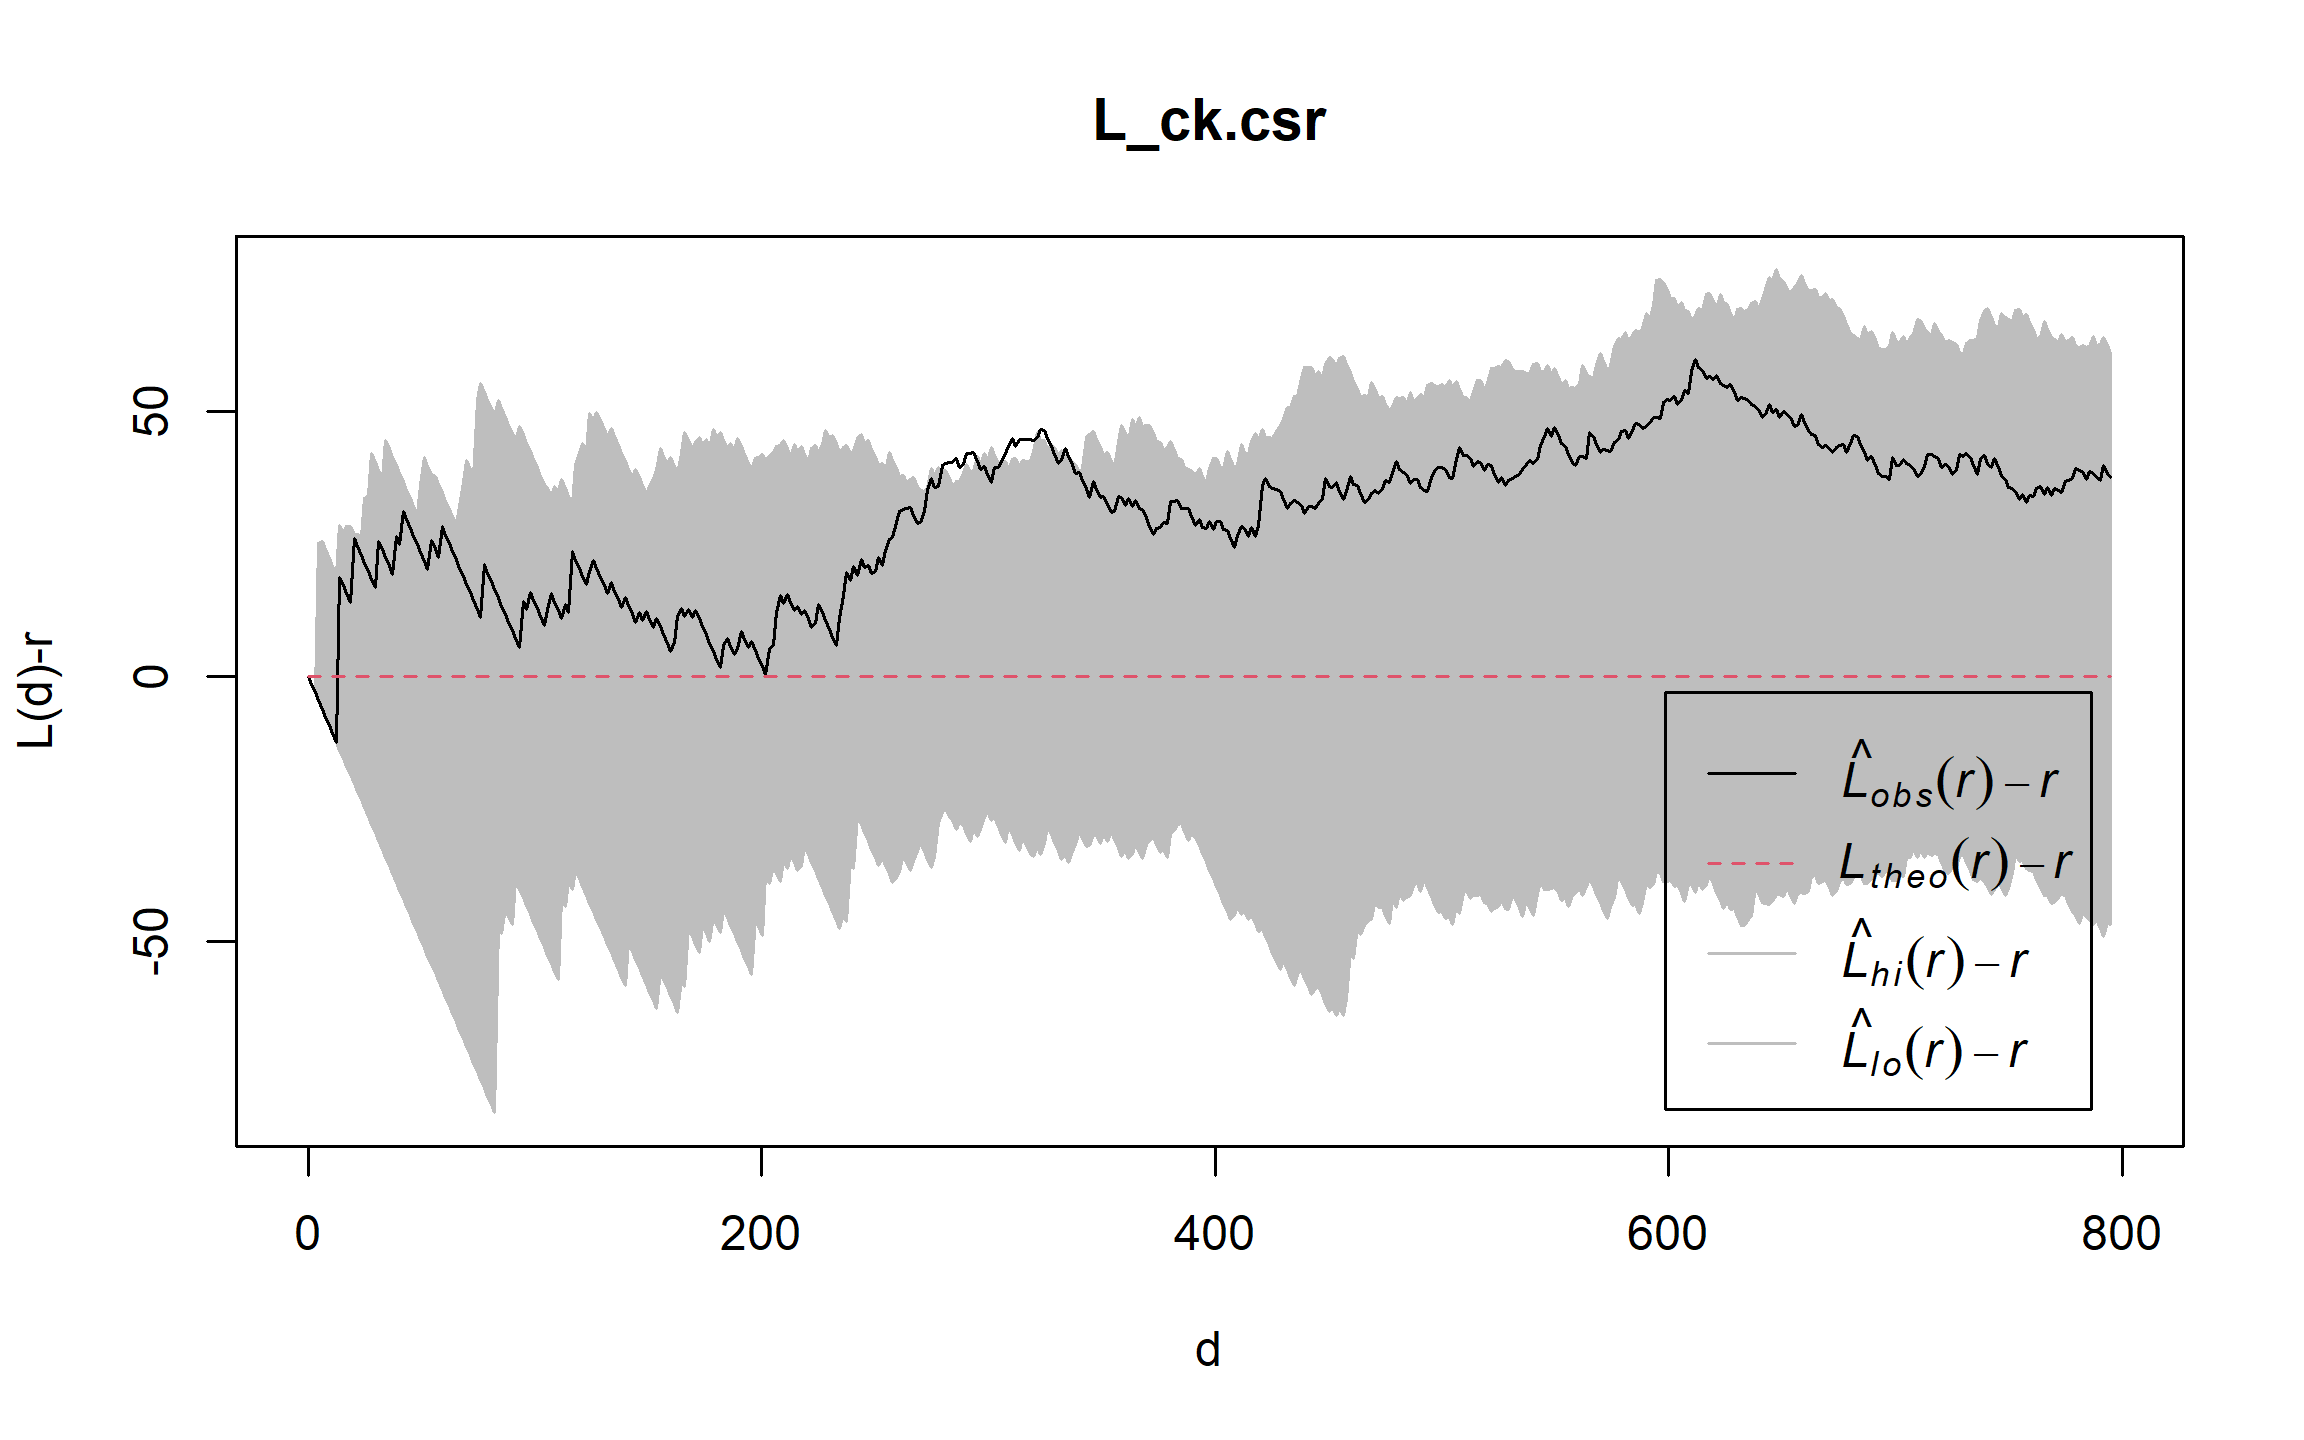 L_ck.csr
L(d)-r
50
0
-50
L̂obs(r) – r
Ltheo(r) – r
L̂hi(r) – r
L̂lo(r) – r
0 200 400 600 800
d